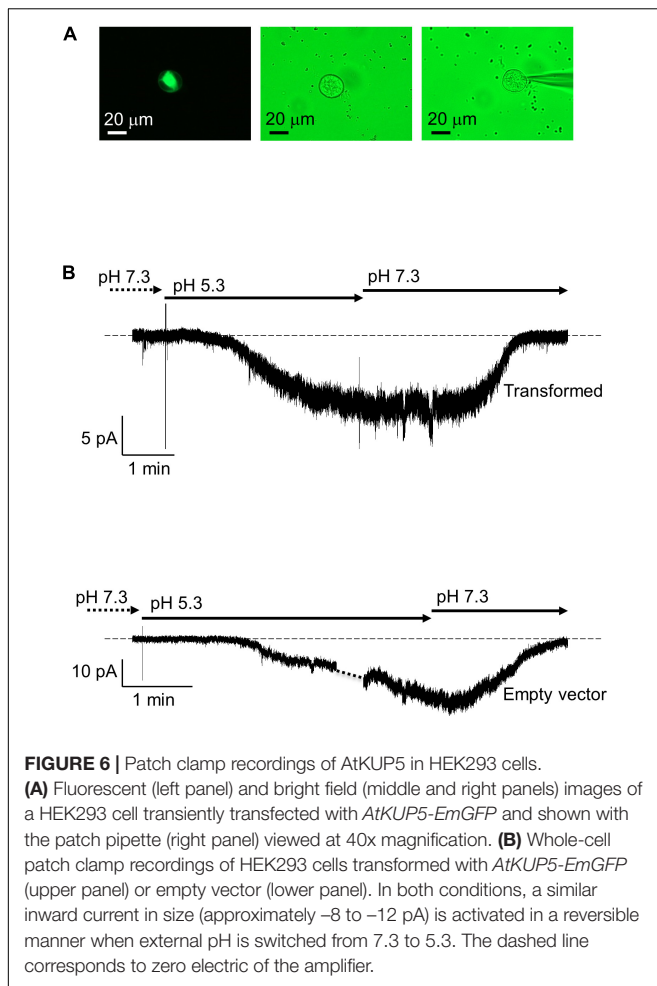 A
20 μm
20 μm
20 μm
B
pH 7.3
pH 5.3
pH 7.3
Transformed
5 pA
1 min
pH 7.3
pH 5.3
pH 7.3
10 pA
1 min
Empty vector
FIGURE 6 | Patch clamp recordings of AtKUP5 in HEK293 cells.
(A) Fluorescent (left panel) and bright field (middle and right panels) images of
a HEK293 cell transiently transfected with AtKUP5-EmGFP and shown with
the patch pipette (right panel) viewed at 40x magnification. (B) Whole-cell
patch clamp recordings of HEK293 cells transformed with AtKUP5-EmGFP
(upper panel) or empty vector (lower panel). In both conditions, a similar
inward current in size (approximately –8 to –12 pA) is activated in a reversible
manner when external pH is switched from 7.3 to 5.3. The dashed line
corresponds to zero electric of the amplifier.